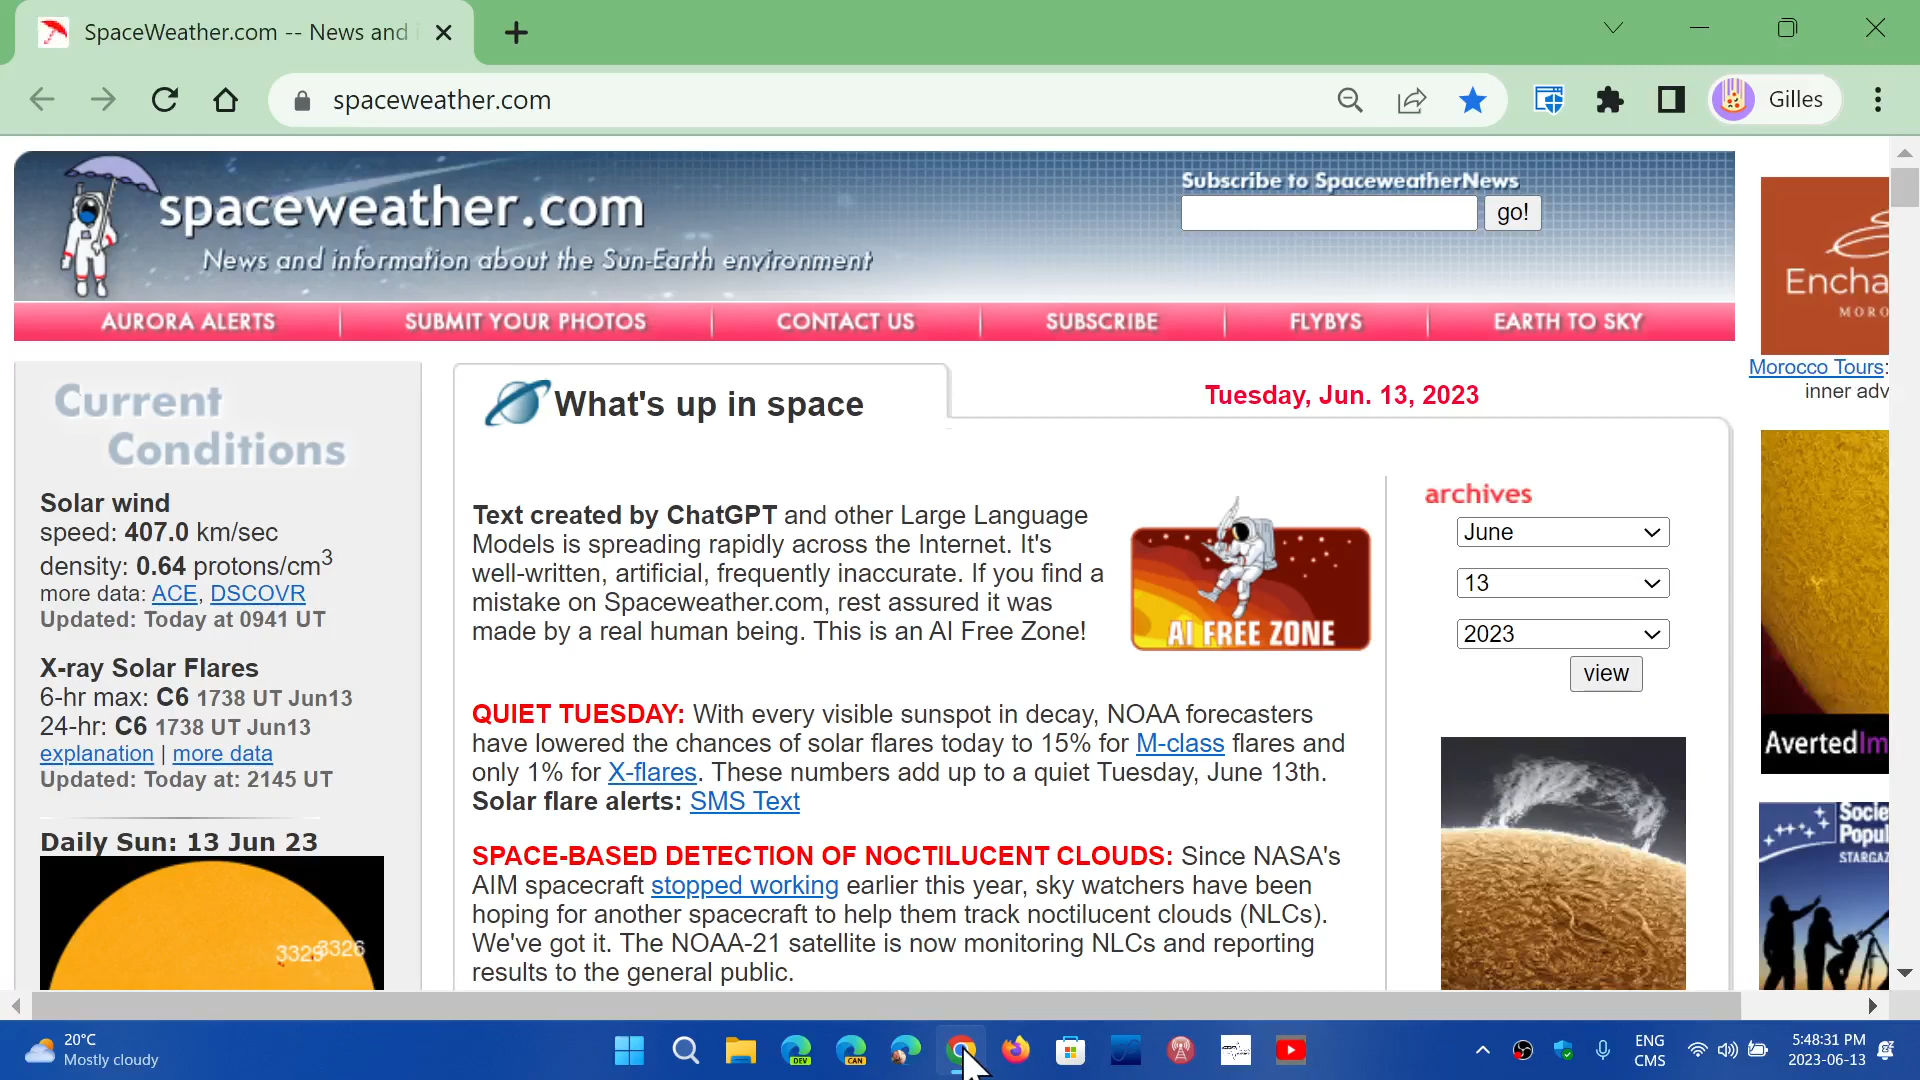 SpaceWeather.com -- News and i
spaceweather.com
Gilles
spaceweather.com
News and information about the Sun-Earth environment
Subscribe to SpaceweatherNews
go!
AURORA ALERTS
SUBMIT YOUR PHOTOS
CONTACT US
SUBSCRIBE
FLYBYS
EARTH TO SKY
Current
Conditions
Solar wind
speed: 407.0 km/sec
density: 0.64 protons/cm3
more data: ACE, DSCOVR
Updated: Today at 0941 UT
X-ray Solar Flares
6-hr max: C6 1738 UT Jun13
24-hr: C6 1738 UT Jun13
explanation | more data
Updated: Today at: 2145 UT
Daily Sun: 13 Jun 23
3329
3326
What's up in space
Tuesday, Jun. 13, 2023
Text created by ChatGPT and other Large Language
Models is spreading rapidly across the Internet. It's
well-written, artificial, frequently inaccurate. If you find a
mistake on Spaceweather.com, rest assured it was
made by a real human being. This is an AI Free Zone!
AI FREE ZONE
QUIET TUESDAY: With every visible sunspot in decay, NOAA forecasters
have lowered the chances of solar flares today to 15% for M-class flares and
only 1% for X-flares. These numbers add up to a quiet Tuesday, June 13th.
Solar flare alerts: SMS Text
SPACE-BASED DETECTION OF NOCTILUCENT CLOUDS: Since NASA's
AIM spacecraft stopped working earlier this year, sky watchers have been
hoping for another spacecraft to help them track noctilucent clouds (NLCs).
We've got it. The NOAA-21 satellite is now monitoring NLCs and reporting
results to the general public.
archives
June
13
2023
view
Encha
MORO
Morocco Tours:
inner adv
AvertedIm
Socie
Popul
STARGAZ
20°C
Mostly cloudy
DEV
CAN
ENG
CMS
5:48:31 PM
2023-06-13